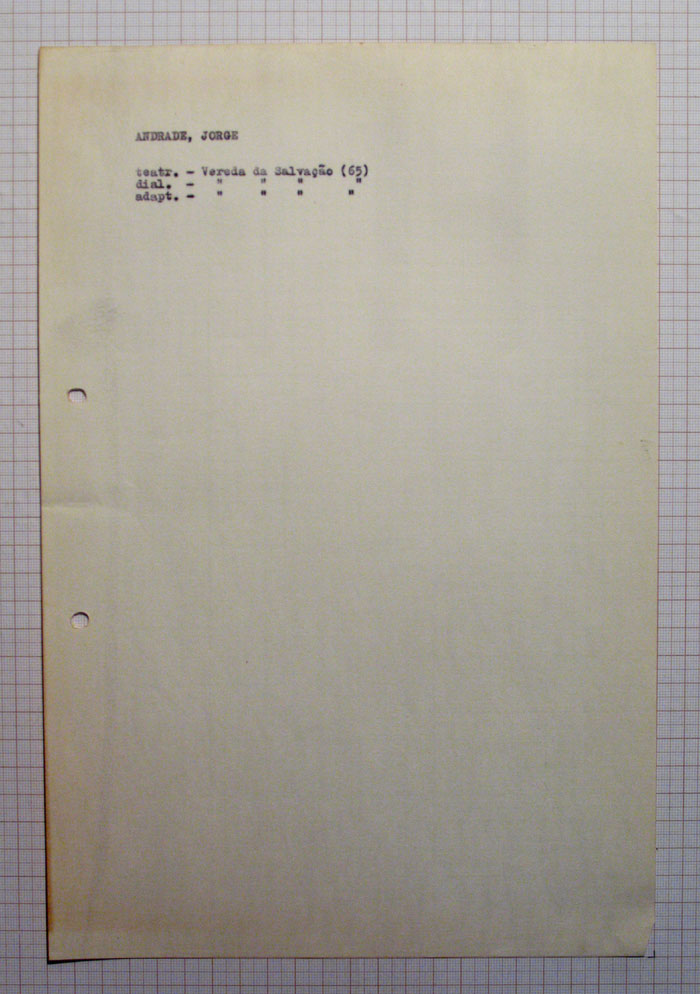 ANDRADE, JORGE
teatr. - Vereda da Salvação (65)
dial. - " " " "
adapt. - " " " "